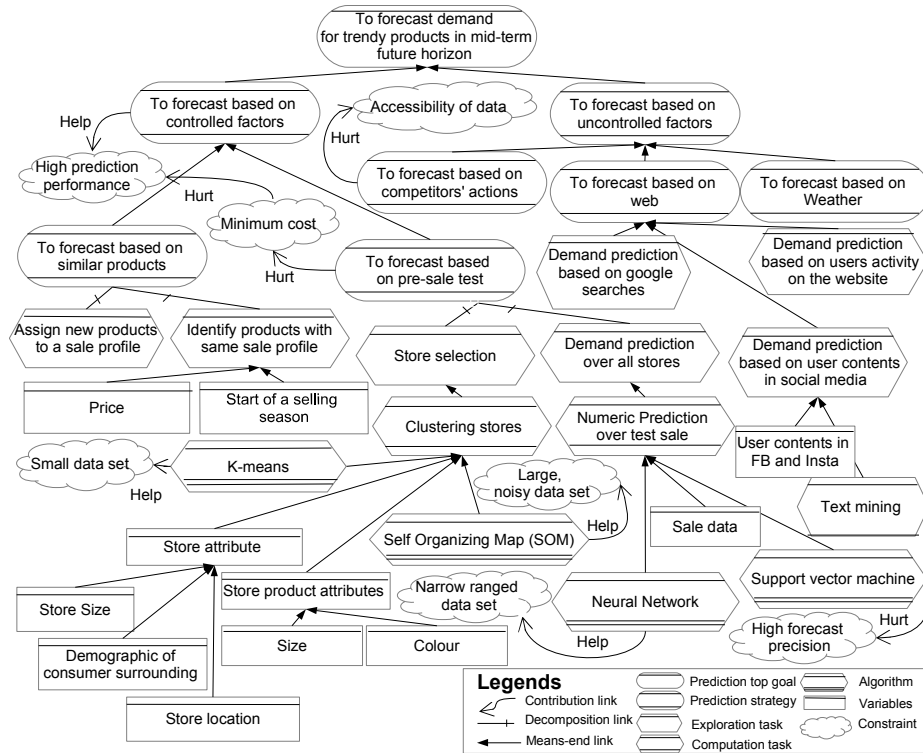 To forecast demand
for trendy products in mid-term
future horizon
To forecast based on
controlled factors
Accessibility of data
To forecast based on
uncontrolled factors
Help
Hurt
High prediction
performance
To forecast based on
competitors' actions
To forecast based on
web
To forecast based on
Weather
Hurt
Minimum cost
To forecast based on
similar products
Hurt
To forecast based
on pre-sale test
Demand prediction
based on google
searches
Demand prediction
based on users activity
on the website
Assign new products
to a sale profile
Identify products with
same sale profile
Store selection
Demand prediction
over all stores
Demand prediction
based on user contents
in social media
Price
Start of a selling
season
Clustering stores
Numeric Prediction
over test sale
User contents in
FB and Insta
Small data set
Help
K-means
Large,
noisy data set
Help
Text mining
Store attribute
Self Organizing Map (SOM)
Sale data
Store product attributes
Narrow ranged
data set
Neural Network
Support vector machine
Store Size
Size
Colour
Help
High forecast
precision
Hurt
Demographic of
consumer surrounding
Store location
Legends
Contribution link
Decomposition link
Means-end link
Prediction top goal
Prediction strategy
Exploration task
Computation task
Algorithm
Variables
Constraint